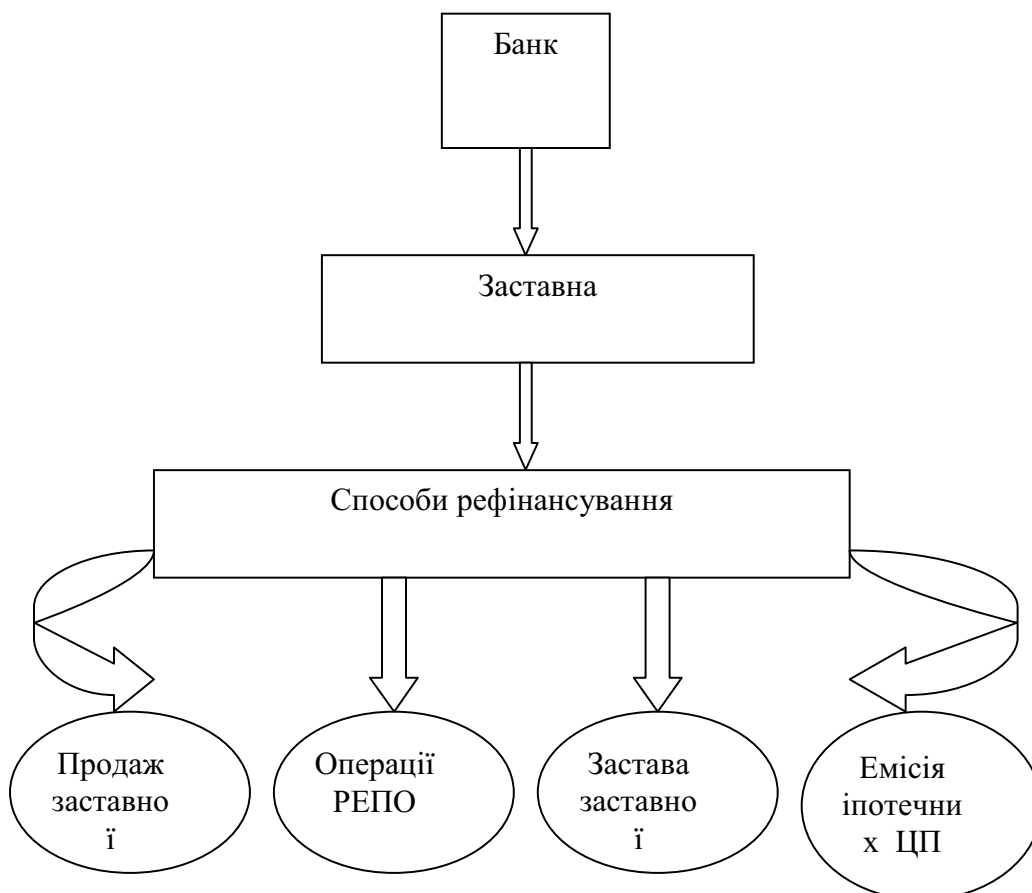 Банк
Заставна
Способи рефінансування
Продаж
заставно
ї
Операції
РЕПО
Застава
заставно
ї
Емісія
іпотечни
х ЦП